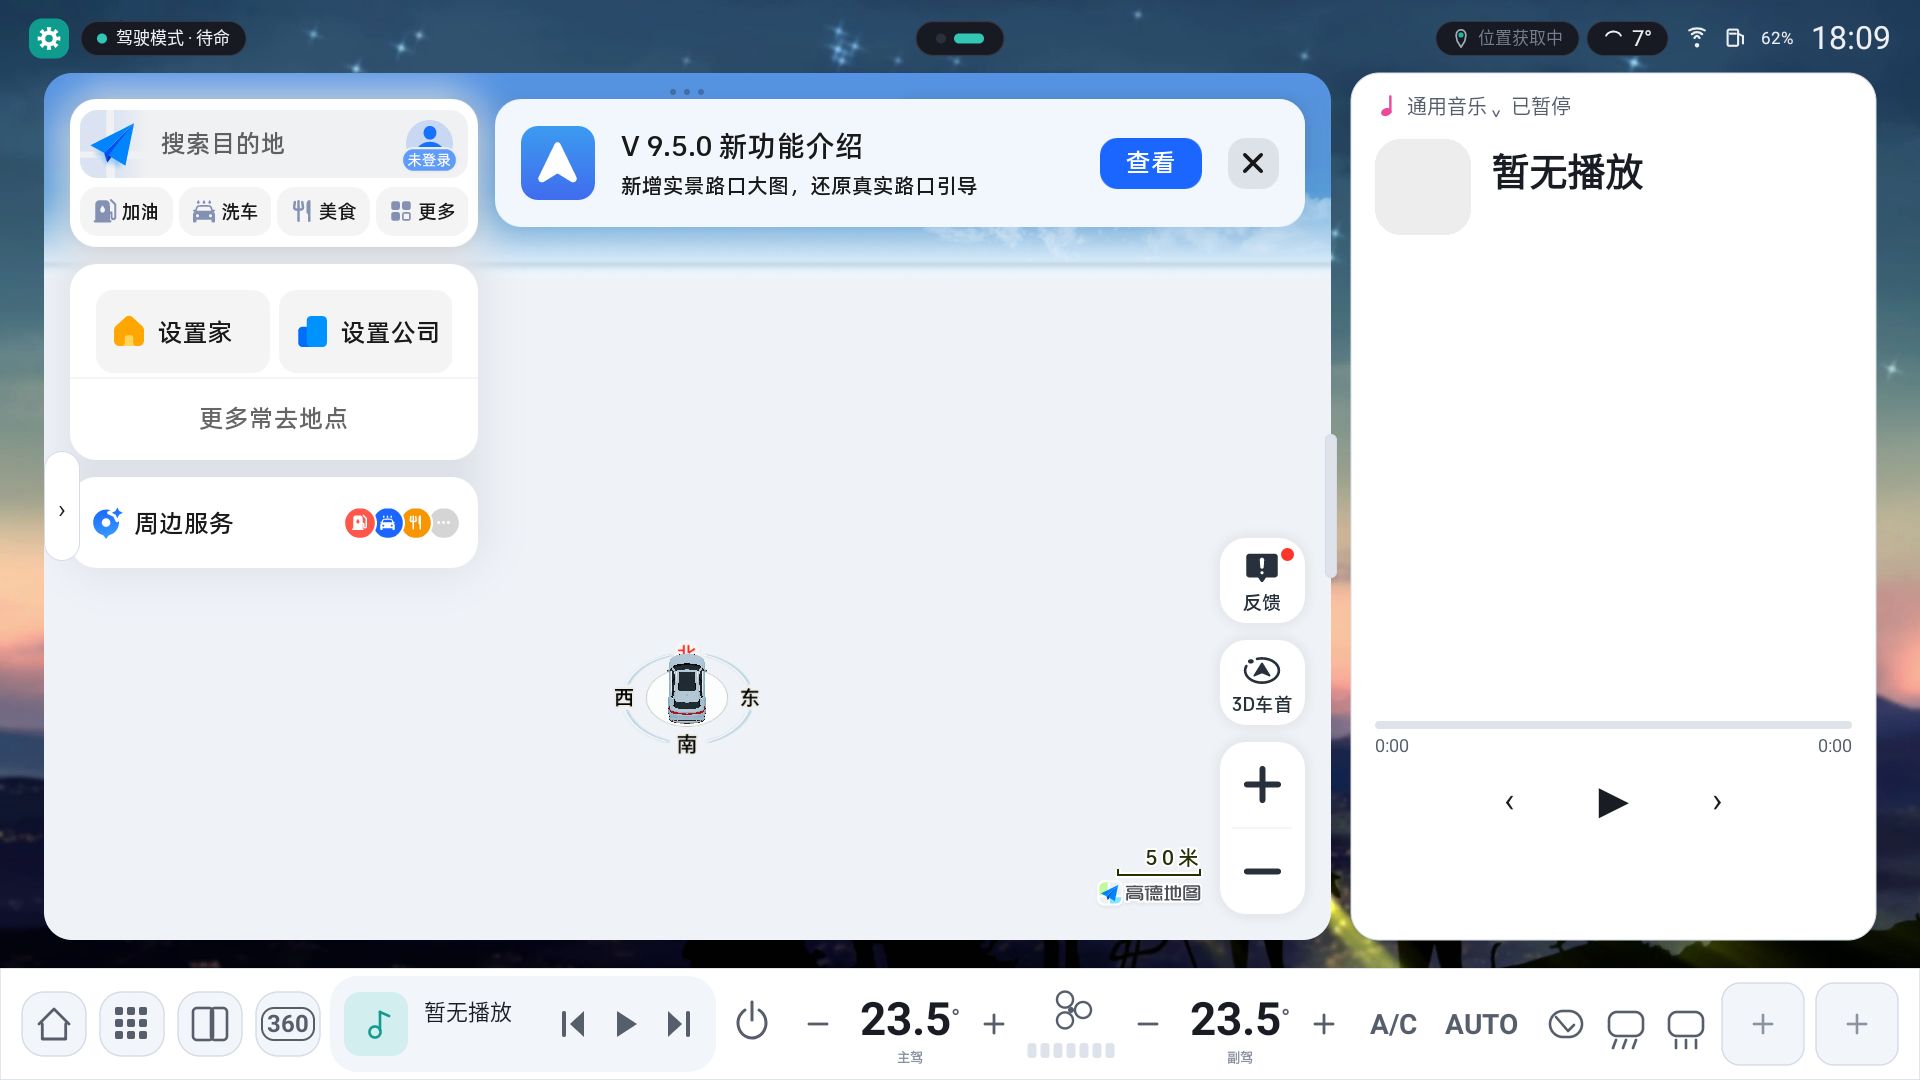 驾驶模式 · 待命
位置获取中
7°
62%
18:09
搜索目的地
未登录
加油
洗车
美食
更多
V 9.5.0 新功能介绍
新增实景路口大图，还原真实路口引导
查看
设置家
设置公司
更多常去地点
周边服务
北
西
东
南
反馈
3D车首
50米
高德地图
通用音乐
已暂停
暂无播放
0:00
0:00
360
暂无播放
23.5°
主驾
23.5°
副驾
A/C
AUTO